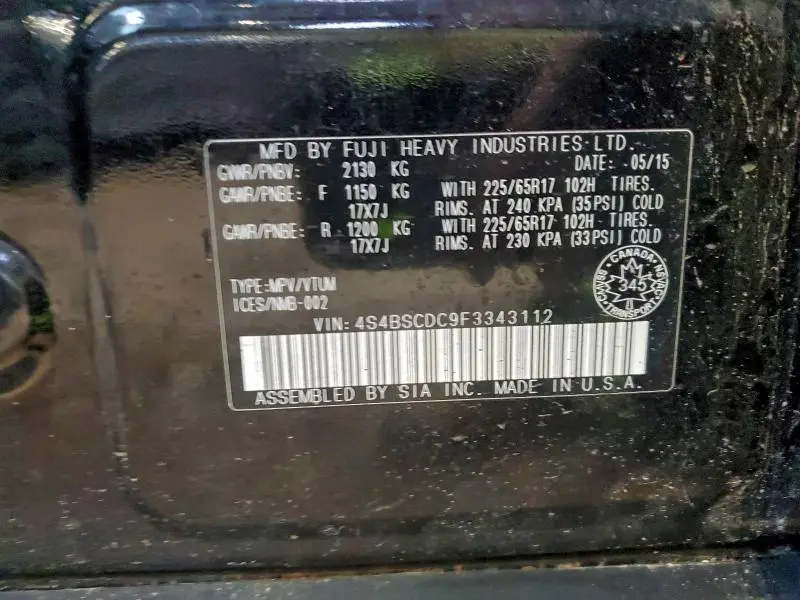 MFD BY FUJI HEAVY INDUSTRIES LTD.
GVWR/PNBV: 2130 KG DATE: 05/15
GAWR/PNBE: F 1150 KG WITH 225/65R17 102H TIRES.
17X7J RIMS. AT 240 KPA (35PSI) COLD
GAWR/PNBE: R 1200 KG WITH 225/65R17 102H TIRES.
17X7J RIMS. AT 230 KPA (33PSI) COLD
TYPE:MPV/VTUM
ICES/NMB-002
CANADA
345
TRANSPORT
VIN: 4S4BSCDC9F3343112
ASSEMBLED BY SIA INC. MADE IN U.S.A.